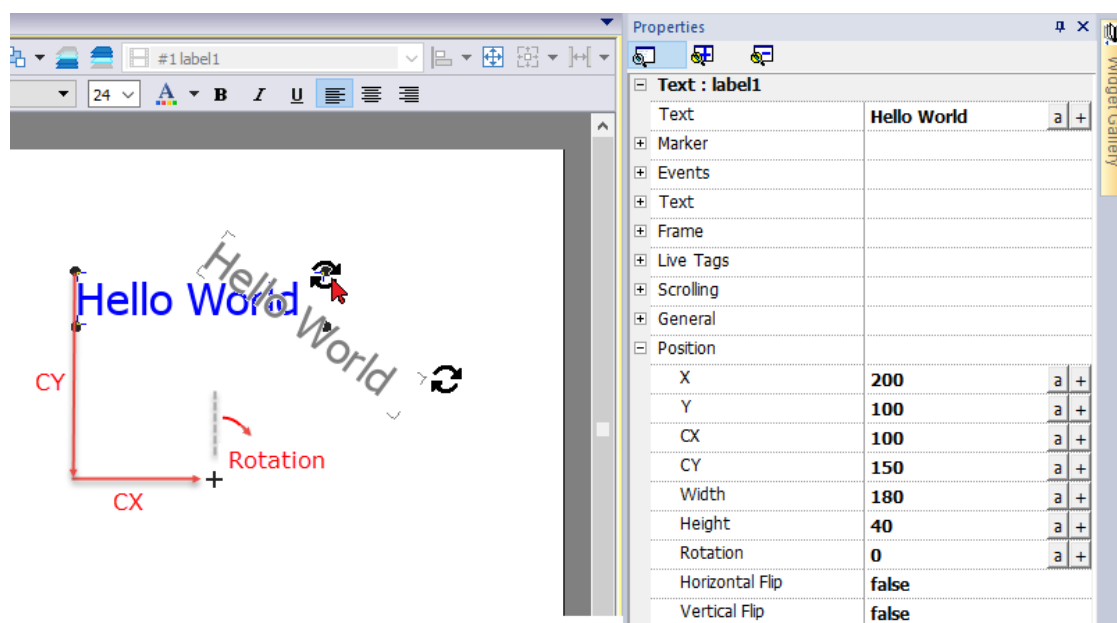 Properties
#1 label1
24
A
B
I
U
Text : label1
Text Hello World a +
Marker
Events
Text
Frame
Live Tags
Scrolling
General
Position
X 200 a +
Y 100 a +
CX 100 a +
CY 150 a +
Width 180 a +
Height 40 a +
Rotation 0 a +
Horizontal Flip false
Vertical Flip false
Widget Gallery
Hello World
Hello World
CY
Rotation
CX